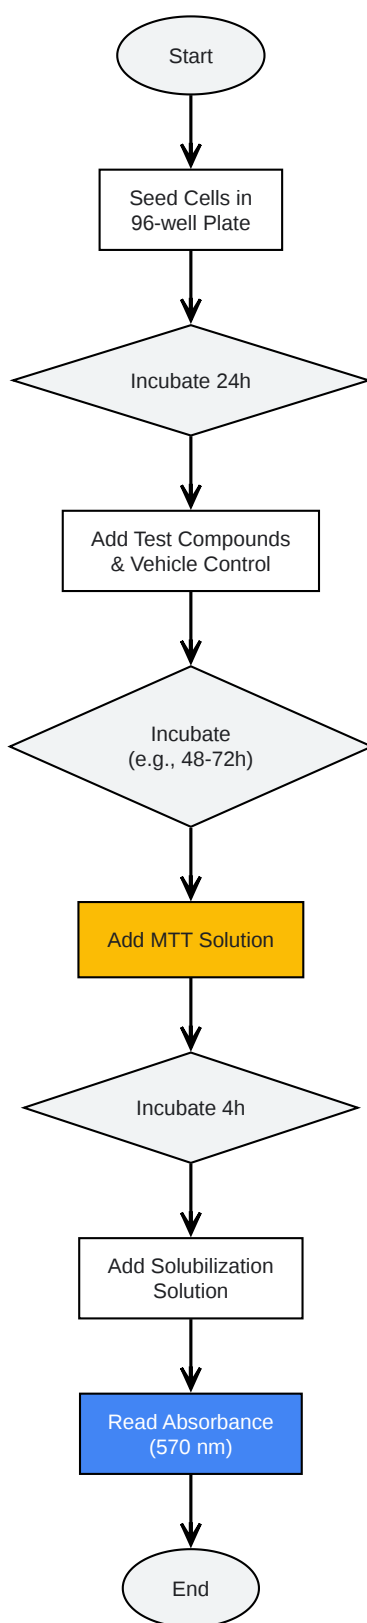 Start
Seed Cells in
96-well Plate
Incubate 24h
Add Test Compounds
& Vehicle Control
Incubate
(e.g., 48-72h)
Add MTT Solution
Incubate 4h
Add Solubilization
Solution
Read Absorbance
(570 nm)
End